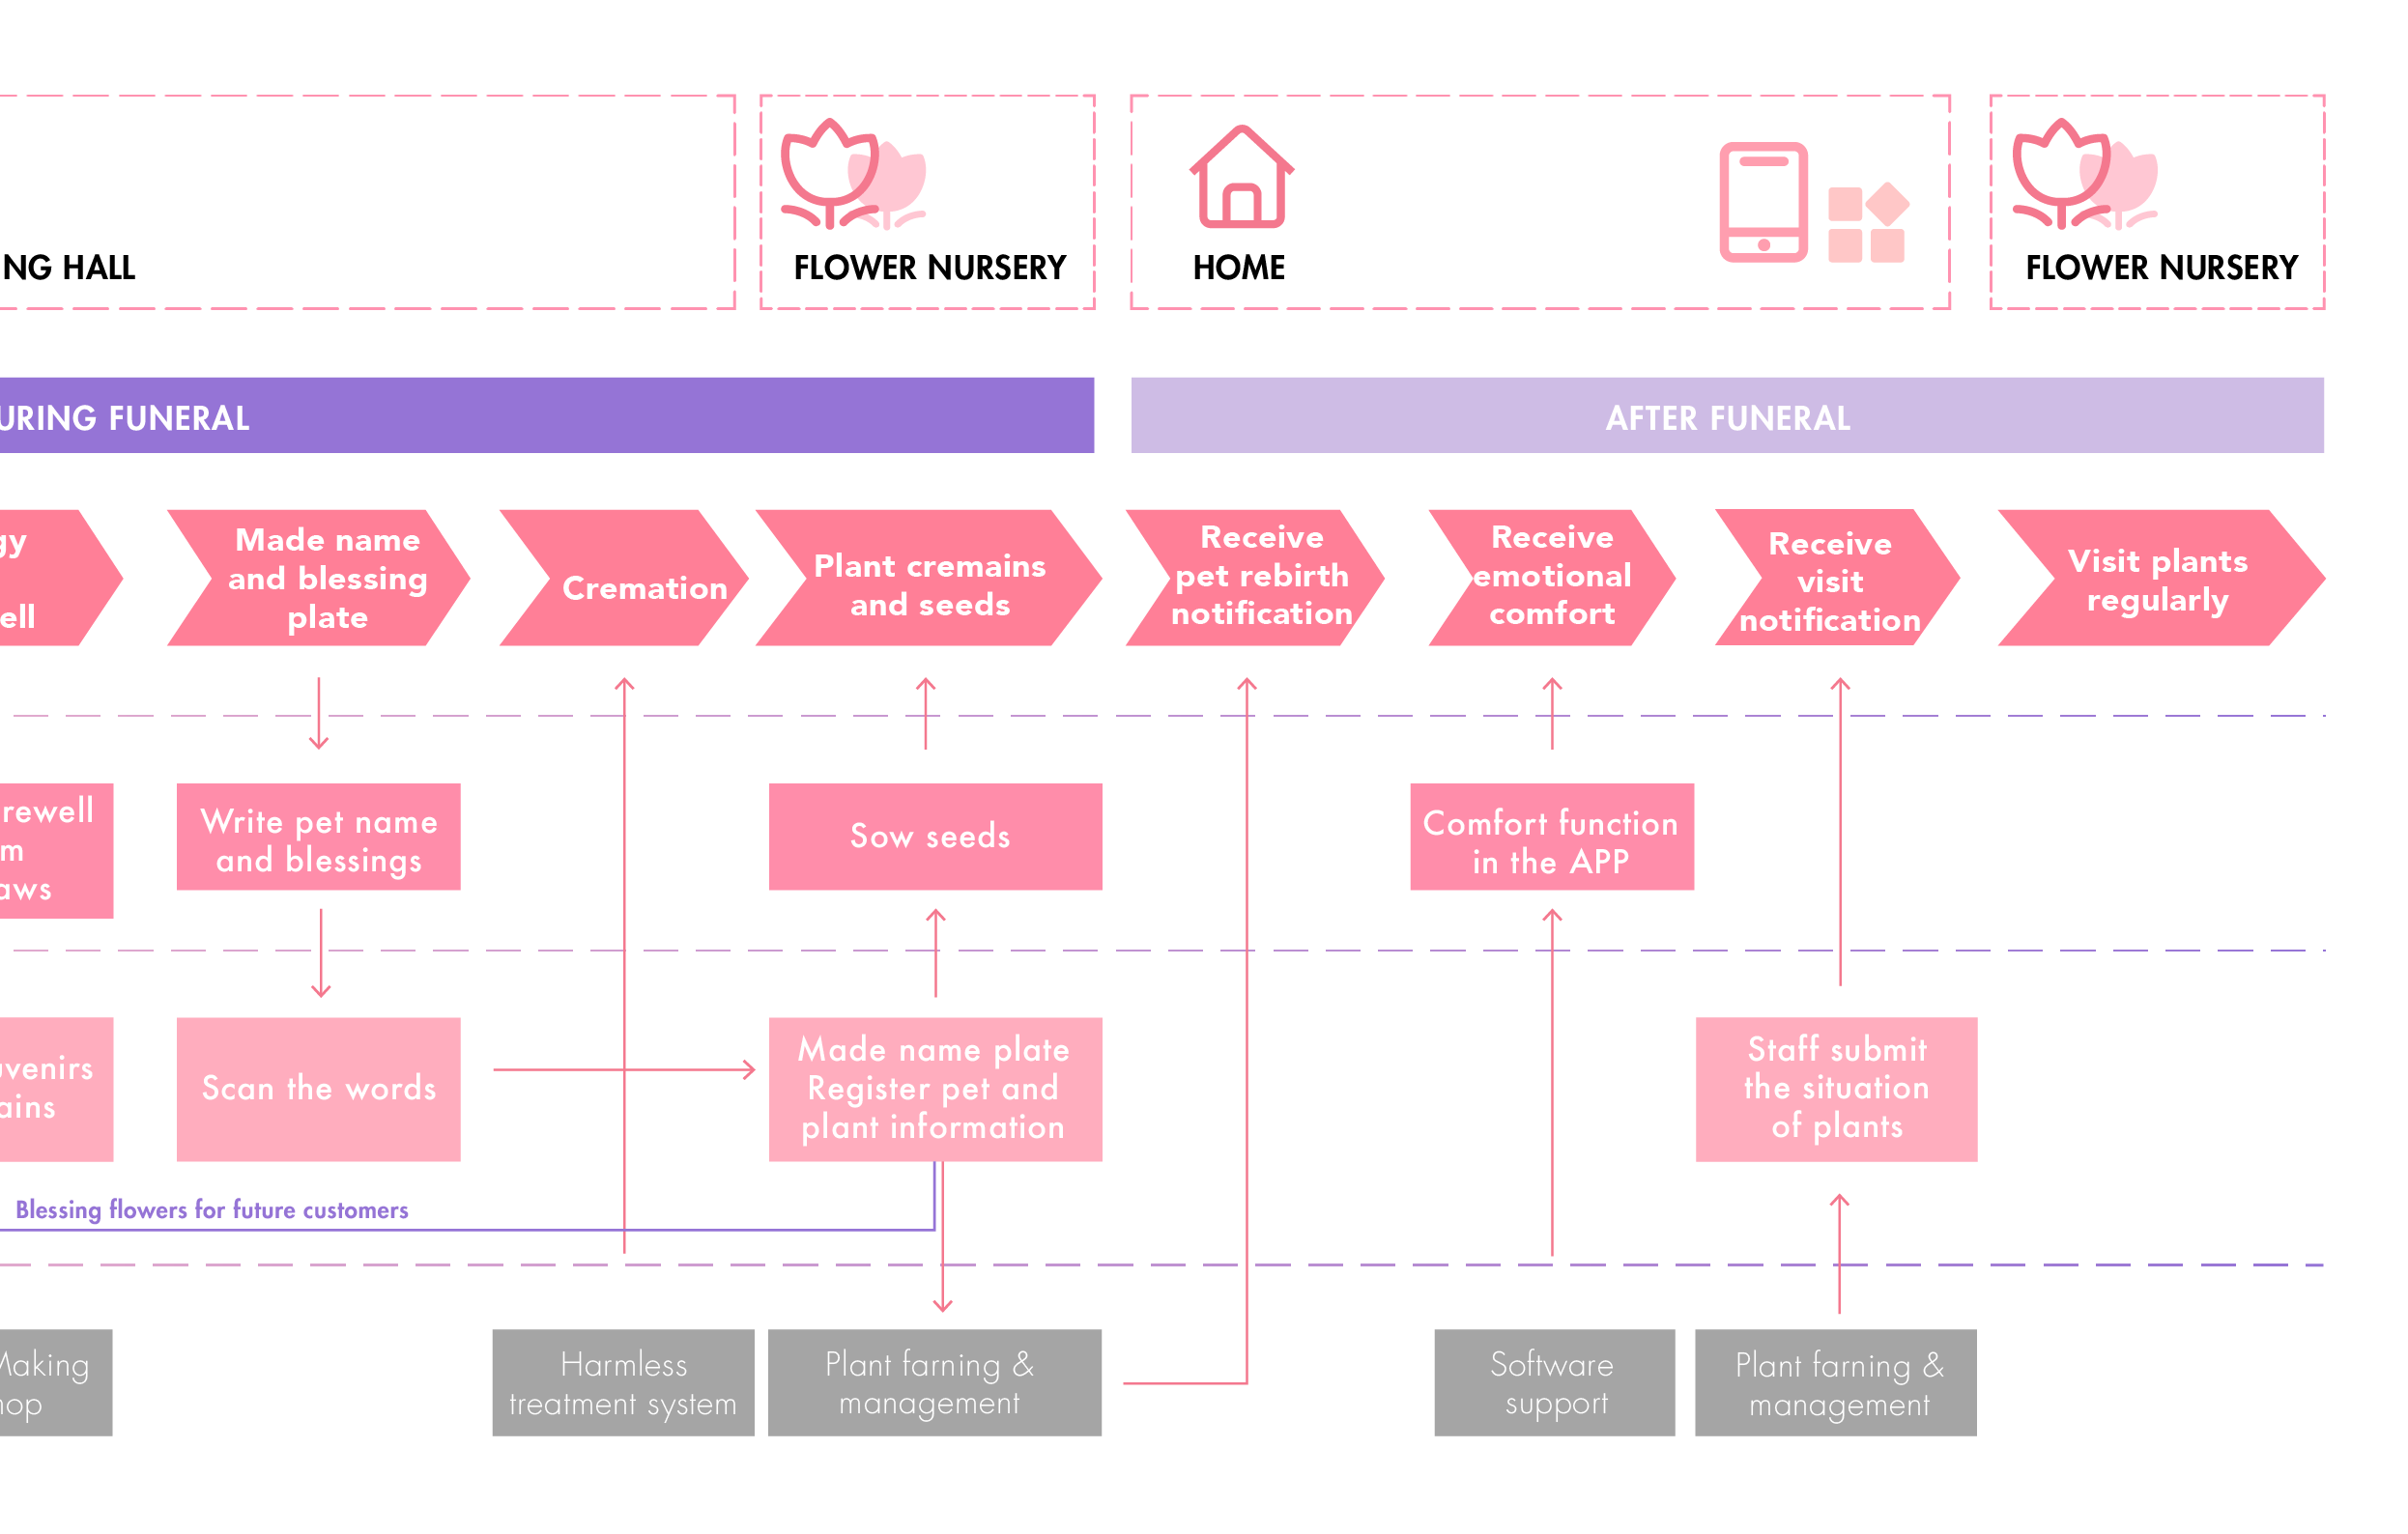 NG HALL
FLOWER NURSERY
HOME
FLOWER NURSERY
URING FUNERAL
AFTER FUNERAL
gy
ell
Made name
and blessing
plate
Cremation
Plant cremains
and seeds
Receive
pet rebirth
notification
Receive
emotional
comfort
Receive
visit
notification
Visit plants
regularly
rewell
m
aws
Write pet name
and blessings
Sow seeds
Comfort function
in the APP
uvenirs
ains
Scan the words
Made name plate
Register pet and
plant information
Staff submit
the situation
of plants
Blessing flowers for future customers
Making
hop
Harmless
treatment system
Plant farning &
management
Software
support
Plant farning &
management